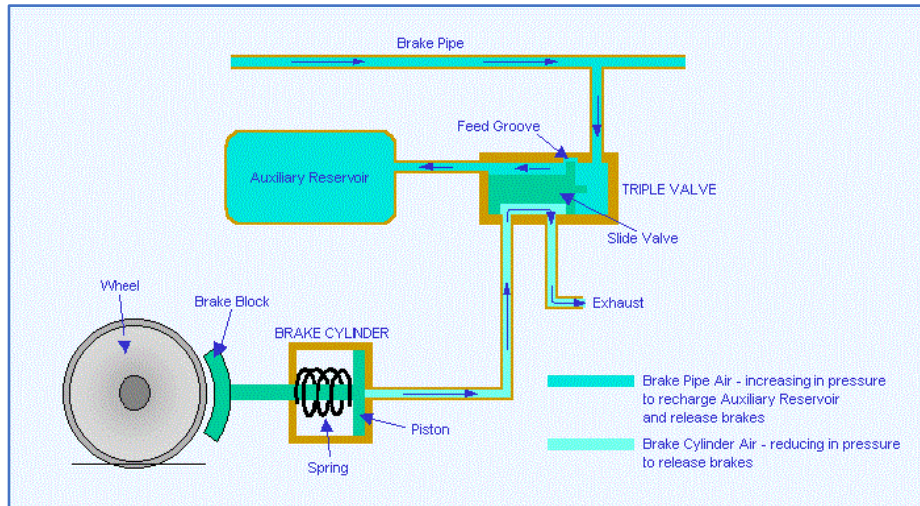 Brake Pipe
Feed Groove
Auxiliary Reservoir
TRIPLE VALVE
Slide Valve
Wheel
Brake Block
Exhaust
BRAKE CYLINDER
Brake Pipe Air - increasing in pressure
to recharge Auxiliary Reservoir
and release brakes
Piston
Brake Cylinder Air - reducing in pressure
to release brakes
Spring